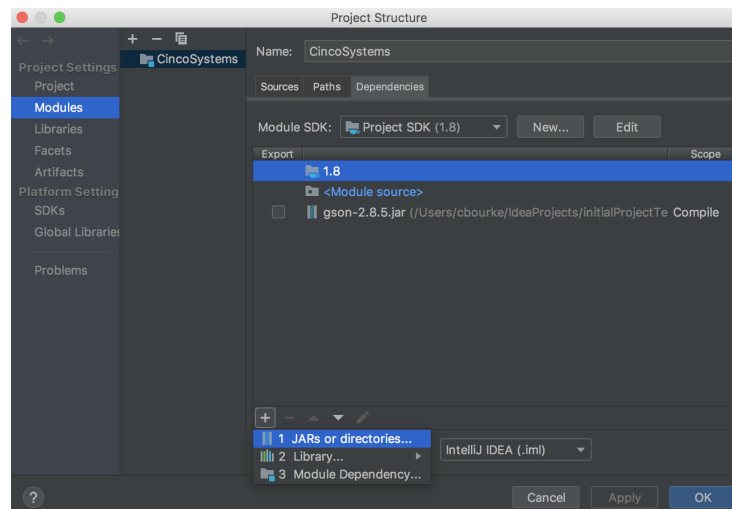 Project Structure
Project Settings
Project
Modules
Libraries
Facets
Artifacts
Platform Setting
SDKs
Global Libraries
Problems
CincoSystems
Name: CincoSystems
Sources Paths Dependencies
Module SDK: Project SDK (1.8) New... Edit
Export Scope
1.8
<Module source>
gson-2.8.5.jar (/Users/cbourke/IdeaProjects/initialProjectTe Compile
1 JARs or directories...
2 Library...
3 Module Dependency...
IntelliJ IDEA (.iml)
? Cancel Apply OK